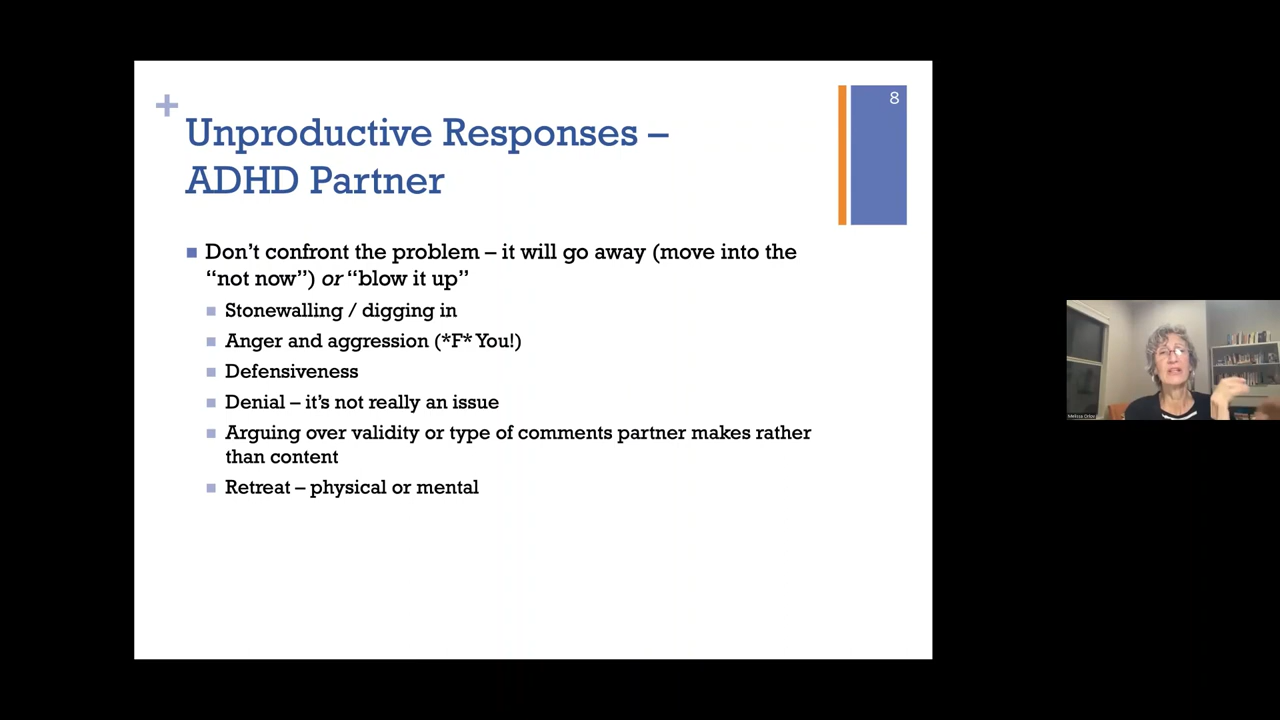 8
+
Unproductive Responses –
ADHD Partner
Don’t confront the problem – it will go away (move into the
“not now”) or “blow it up”
Stonewalling / digging in
Anger and aggression (*F* You!)
Defensiveness
Denial – it’s not really an issue
Arguing over validity or type of comments partner makes rather
than content
Retreat – physical or mental
Melissa Orlov